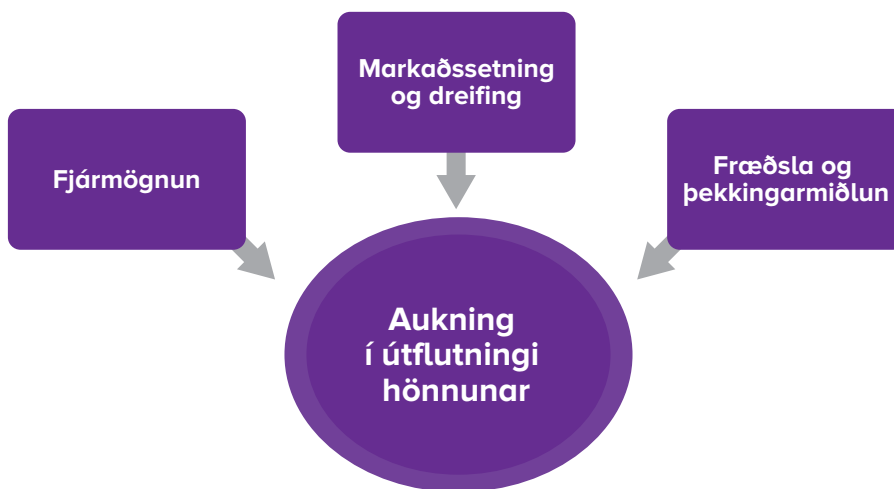 Markaðssetning
og dreifing
Fjármögnun
Fræðsla og
þekkingarmiðlun
Aukning
í útflutningi
hönnunar